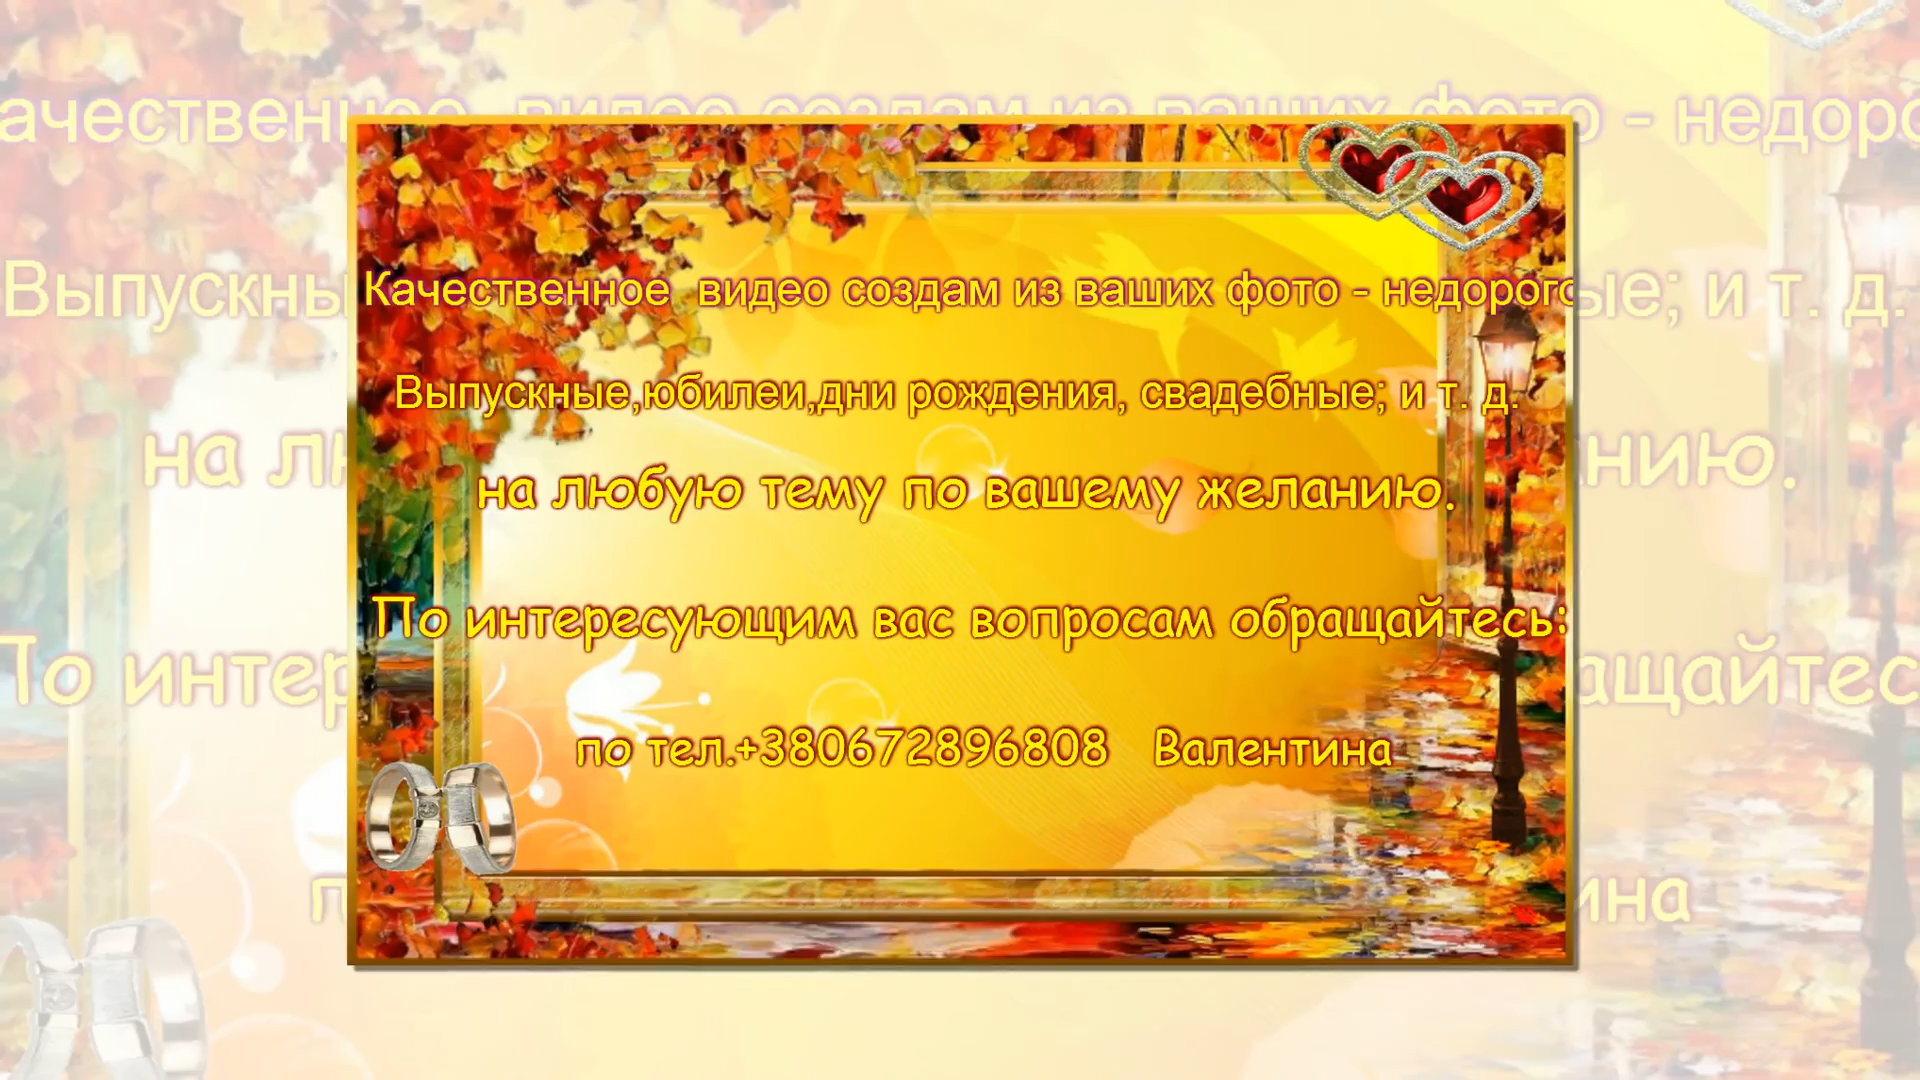 Качественное видео создам из ваших фото - недорого
Выпускные,юбилеи,дни рождения, свадебные; и т. д.
на любую тему по вашему желанию.
По интересующим вас вопросам обращайтесь:
по тел.+380672896808 Валентина